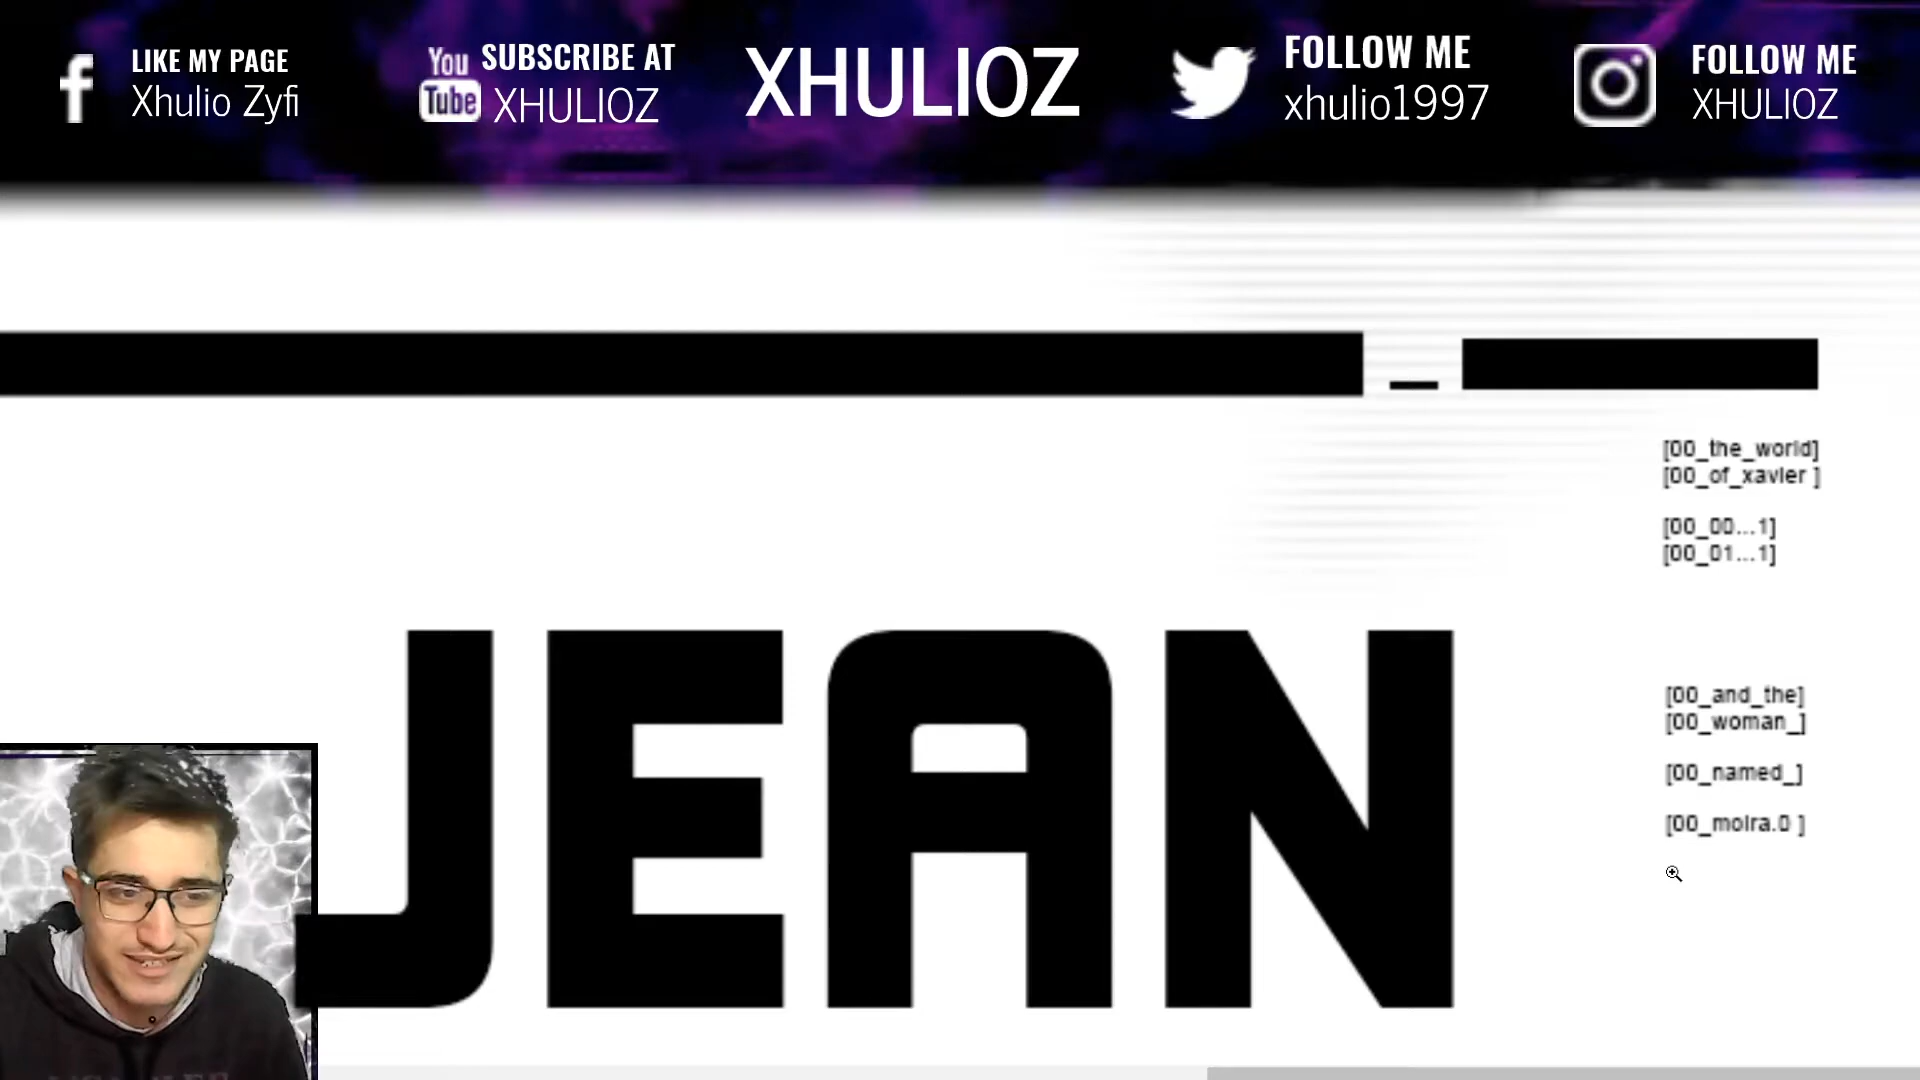 LIKE MY PAGE
Xhulio Zyfi
You
Tube
SUBSCRIBE AT
XHULIOZ
XHULIOZ
FOLLOW ME
xhulio1997
FOLLOW ME
XHULIOZ
[00_the_world]
[00_of_xavier ]
[00_00...1]
[00_01...1]
JEAN
[00_and_the]
[00_woman_]
[00_named_]
[00_moira.0 ]